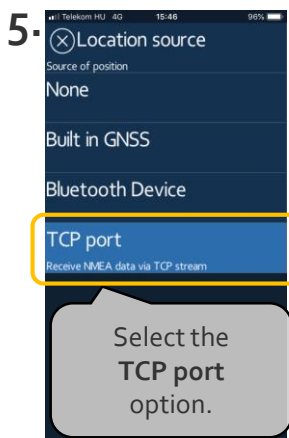 5.
Telekom HU 4G 15:46 96%
Location source
Source of position
None
Built in GNSS
Bluetooth Device
TCP port
Receive NMEA data via TCP stream
Select the
TCP port
option.